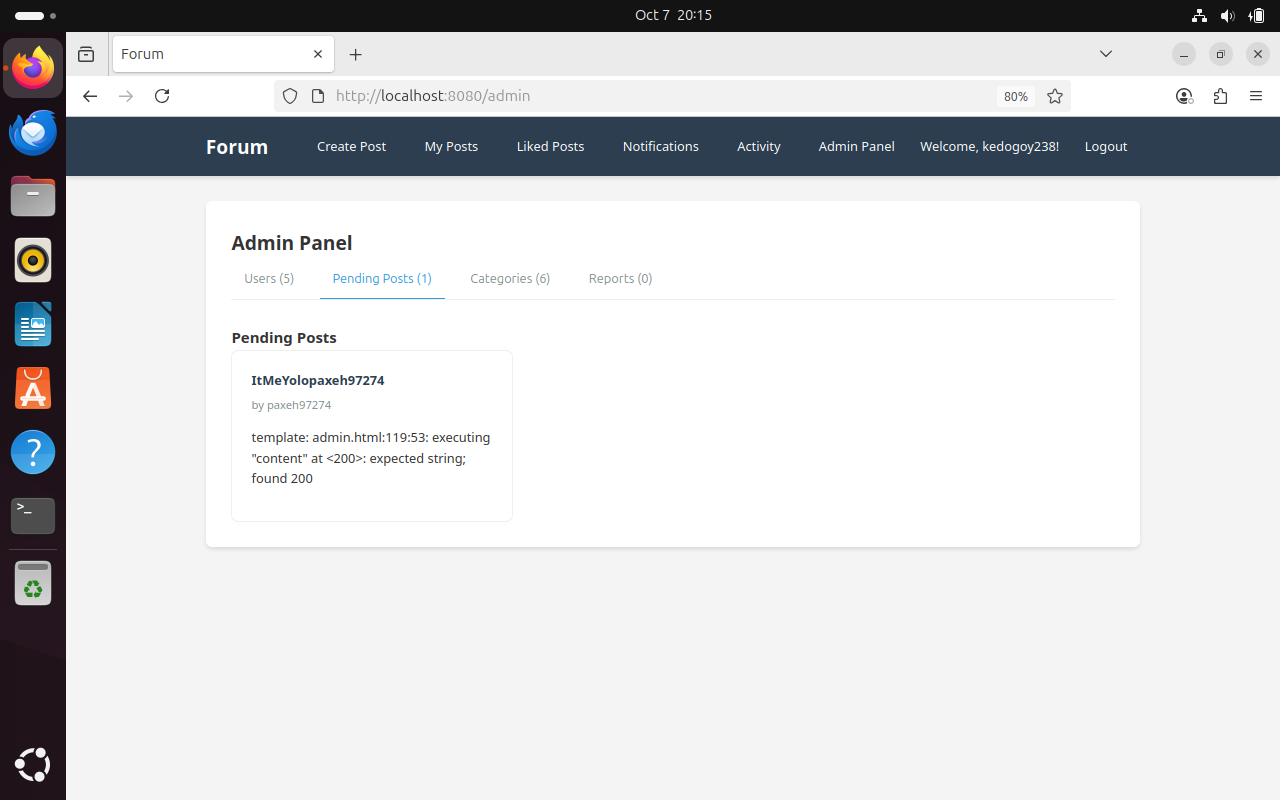 Oct 7 20:15
Forum
http://localhost:8080/admin
80%
Forum
Create Post
My Posts
Liked Posts
Notifications
Activity
Admin Panel
Welcome, kedogoy238!
Logout
Admin Panel
Users (5)
Pending Posts (1)
Categories (6)
Reports (0)
Pending Posts
ItMeYolopaxeh97274
by paxeh97274
template: admin.html:119:53: executing
"content" at <200>: expected string;
found 200